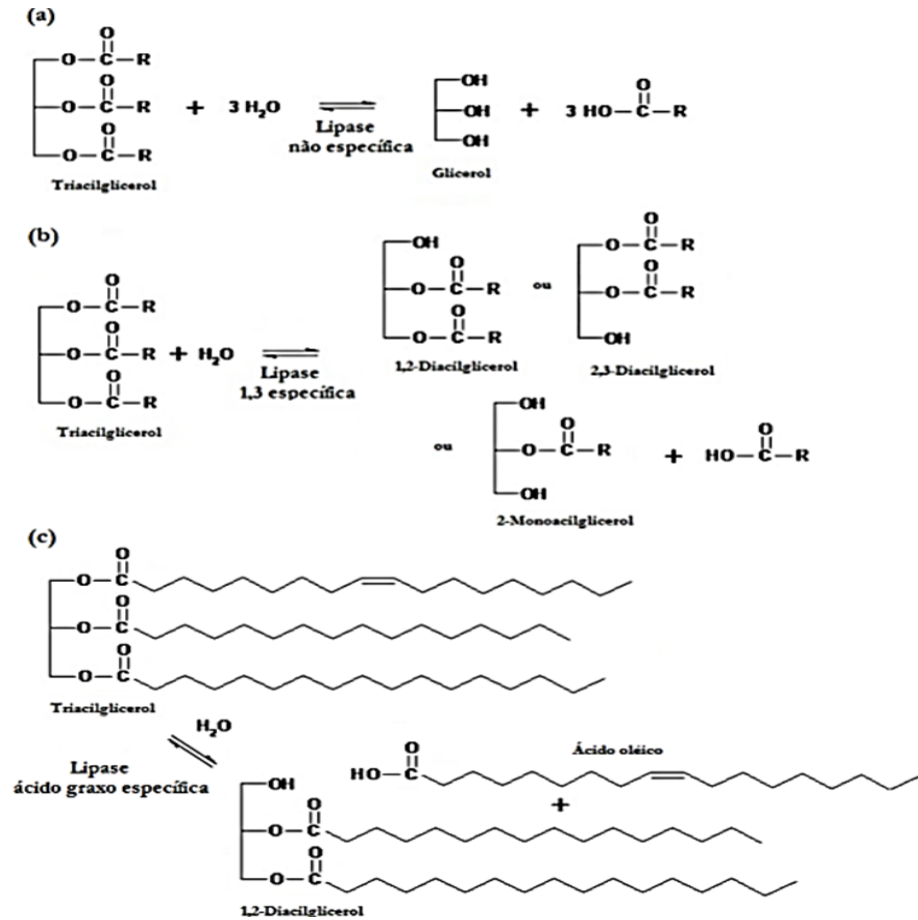 (a)
O
—O—C—R
O
—O—C—R
O
—O—C—R
Triacilglicerol
+ 3 H₂O
Lipase
não específica
—OH
—OH
—OH
Glicerol
+ 3 HO—C—R
O
(b)
O
—O—C—R
O
—O—C—R
O
—O—C—R
Triacilglicerol
+ H₂O
Lipase
1,3 específica
—OH
O
—O—C—R
O
—O—C—R
1,2-Diacilglicerol
ou
O
—O—C—R
O
—O—C—R
—OH
2,3-Diacilglicerol
ou
—OH
O
—O—C—R
—OH
2-Monoacilglicerol
+
O
HO—C—R
(c)
O
—O—C
O
—O—C
O
—O—C
Triacilglicerol
H₂O
Lipase
ácido graxo específica
Ácido oléico
O
HO—C
+
OH
O
—O—C
O
—O—C
1,2-Diacilglicerol